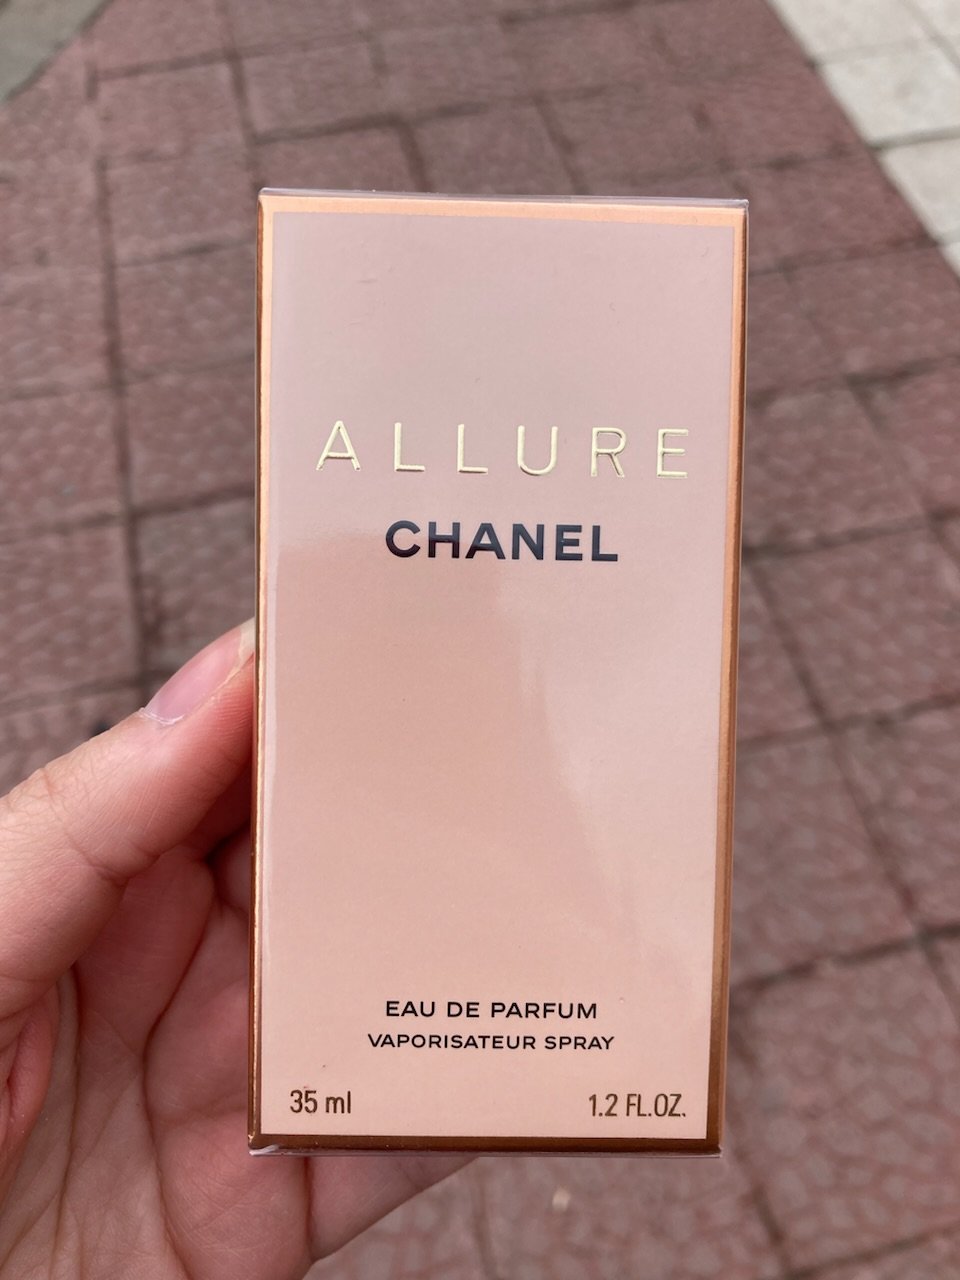 ALLURE
CHANEL
EAU DE PARFUM
VAPORISATEUR SPRAY
35 ml 1.2 FL.OZ.